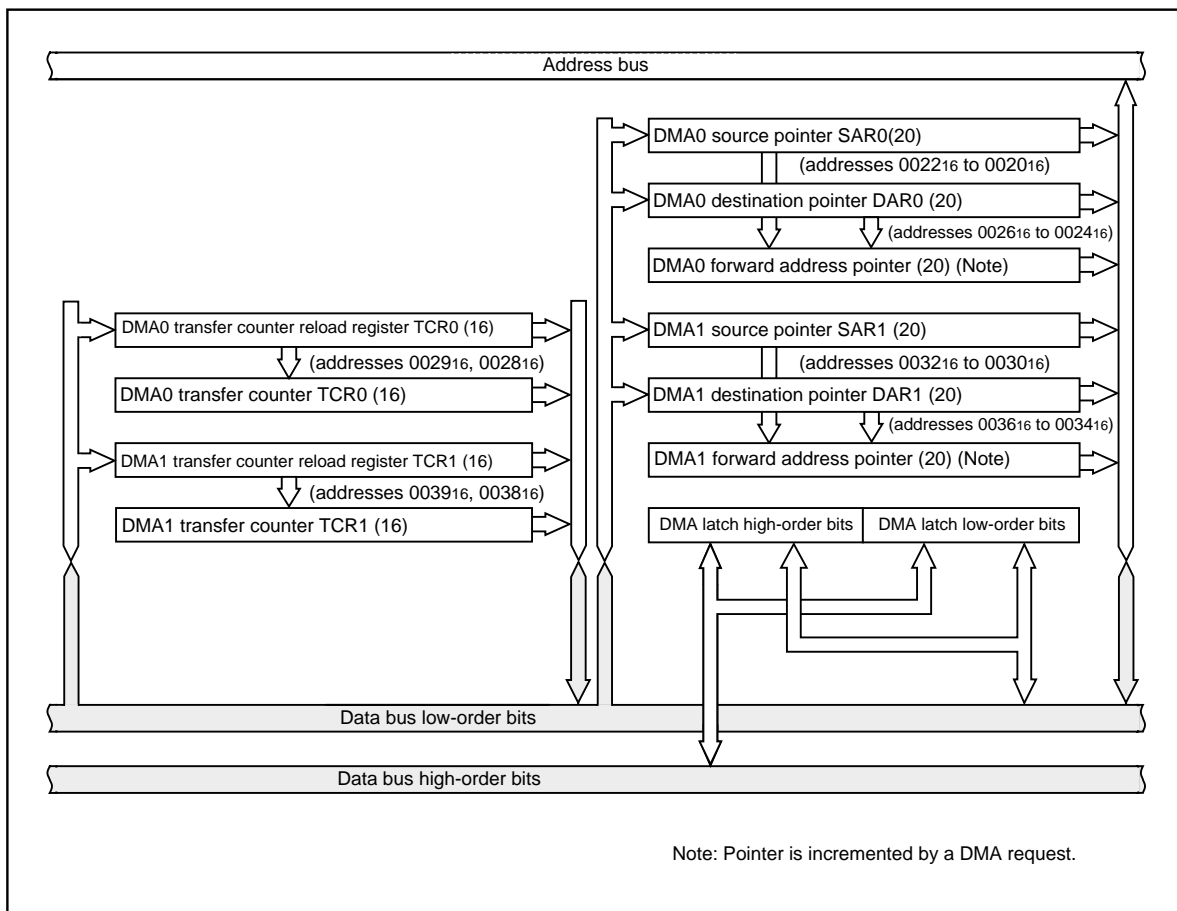 Address bus
DMA0 source pointer SAR0(20)
(addresses 0022₁₆ to 0020₁₆)
DMA0 destination pointer DAR0 (20)
(addresses 0026₁₆ to 0024₁₆)
DMA0 forward address pointer (20) (Note)
DMA0 transfer counter reload register TCR0 (16)
(addresses 0029₁₆, 0028₁₆)
DMA0 transfer counter TCR0 (16)
DMA1 transfer counter reload register TCR1 (16)
(addresses 0039₁₆, 0038₁₆)
DMA1 transfer counter TCR1 (16)
DMA1 source pointer SAR1 (20)
(addresses 0032₁₆ to 0030₁₆)
DMA1 destination pointer DAR1 (20)
(addresses 0036₁₆ to 0034₁₆)
DMA1 forward address pointer (20) (Note)
DMA latch high-order bits
DMA latch low-order bits
Data bus low-order bits
Data bus high-order bits
Note: Pointer is incremented by a DMA request.